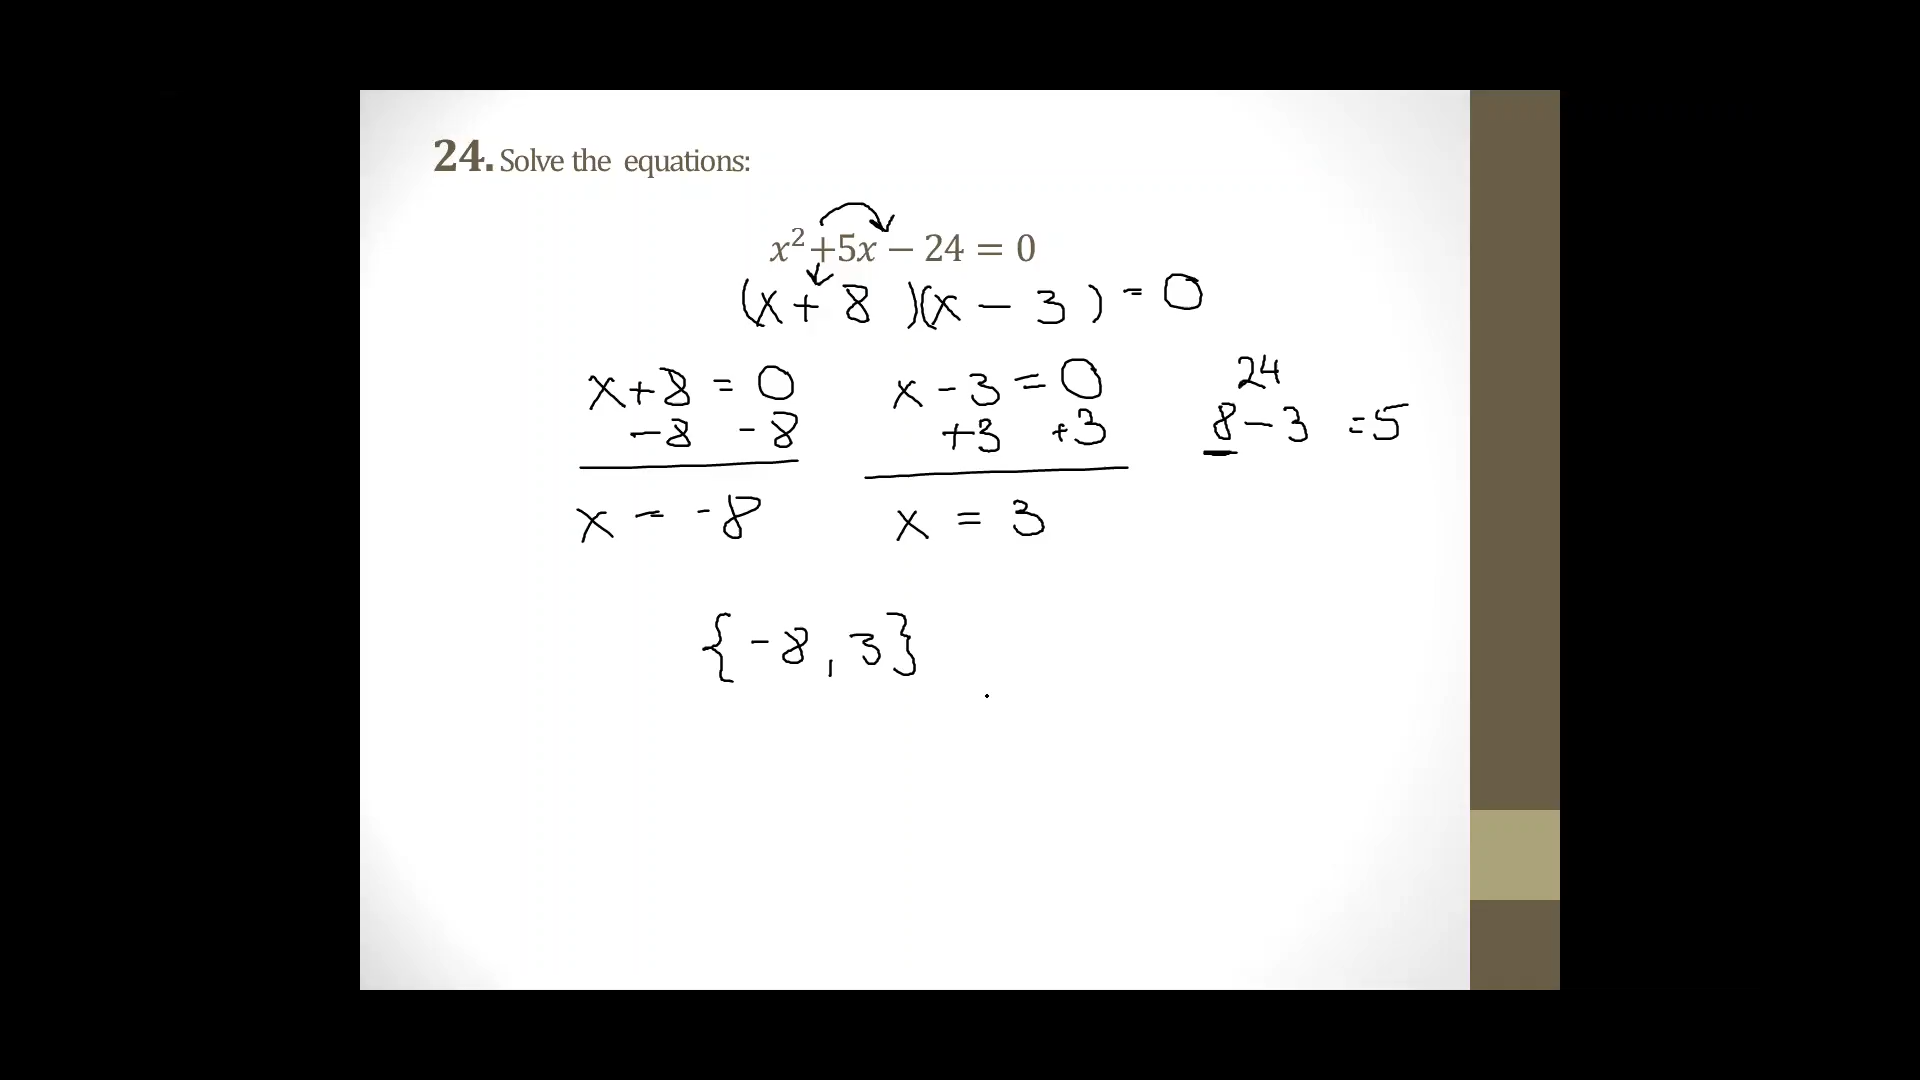 24. Solve the equations:
x²+5x − 24 = 0
(x + 8 )(x − 3 ) = 0
x+8 = 0 x − 3 = 0 24
−8 −8 +3 +3 8 − 3 = 5
x = -8 x = 3
{-8, 3}